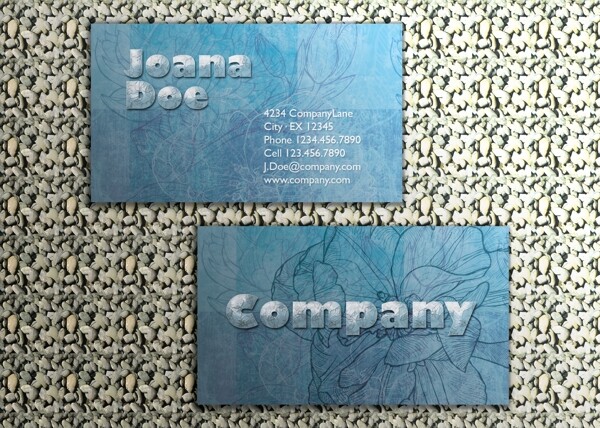 Joana
Doe
4234 CompanyLane
City  EX 12345
Phone 1234.456.7890
Cell 123.456.7890
J.Doe@company.com
www.company.com
Company